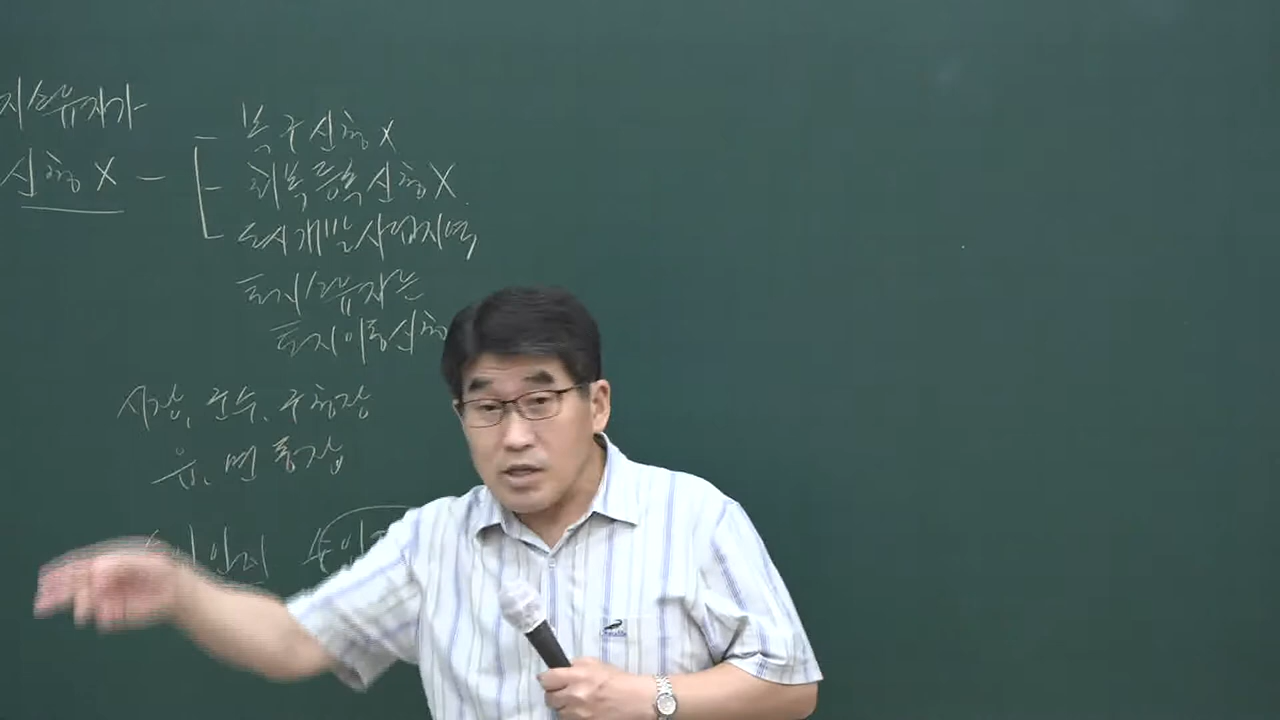 지소유자가
신청 X ─ 복구신청 X
회복등록신청 X.
도시개발사업지역
토지소유자는
토지이동신청
시장, 군수, 구청장
읍. 면 동장